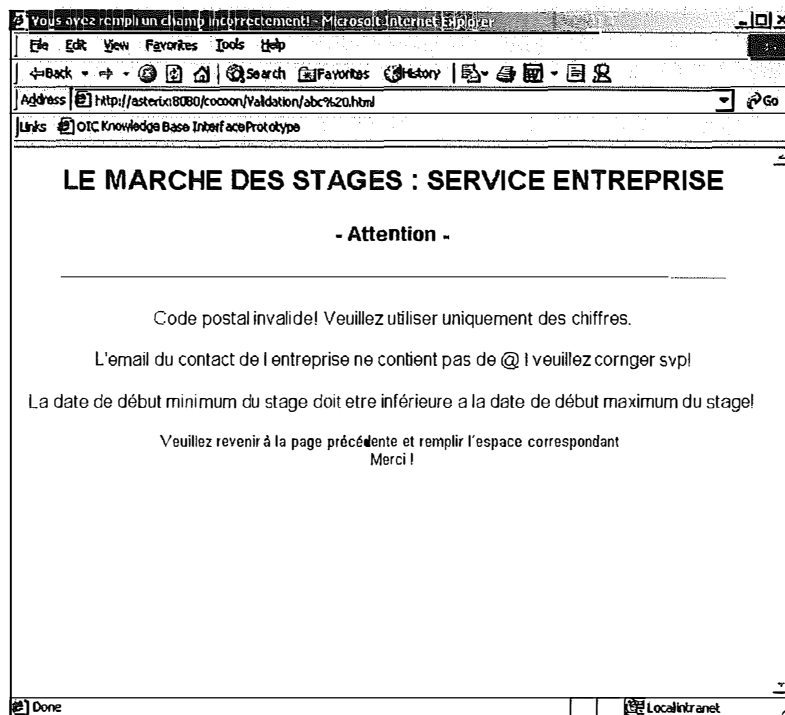 Vous avez rempli un champ incorrectement! - Microsoft Internet Explorer
File Edit View Favorites Tools Help
Back Search Favorites History
Address http://asterix:8080/cocoon/Validation/abc%20.html Go
Links OIC Knowledge Base Interface Prototype
LE MARCHE DES STAGES : SERVICE ENTREPRISE
- Attention -
Code postal invalide! Veuillez utiliser uniquement des chiffres.
L'email du contact de l entreprise ne contient pas de @ ! veuillez corriger svp!
La date de début minimum du stage doit etre inférieure a la date de début maximum du stage!
Veuillez revenir à la page précédente et remplir l'espace correspondant
Merci !
Done Local intranet